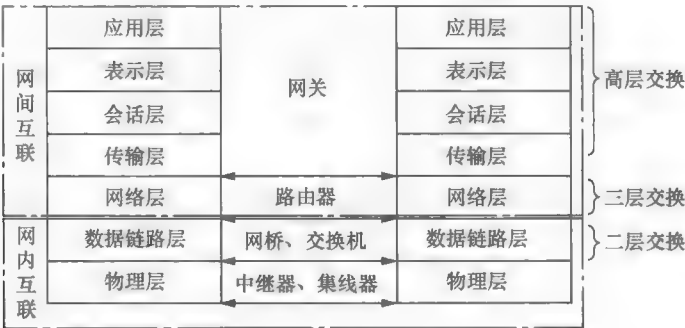 应用层
应用层
表示层
网关
表示层
高层交换
网间互联
会话层
会话层
传输层
传输层
网络层
路由器
网络层
三层交换
网内互联
数据链路层
网桥、交换机
数据链路层
二层交换
物理层
中继器、集线器
物理层